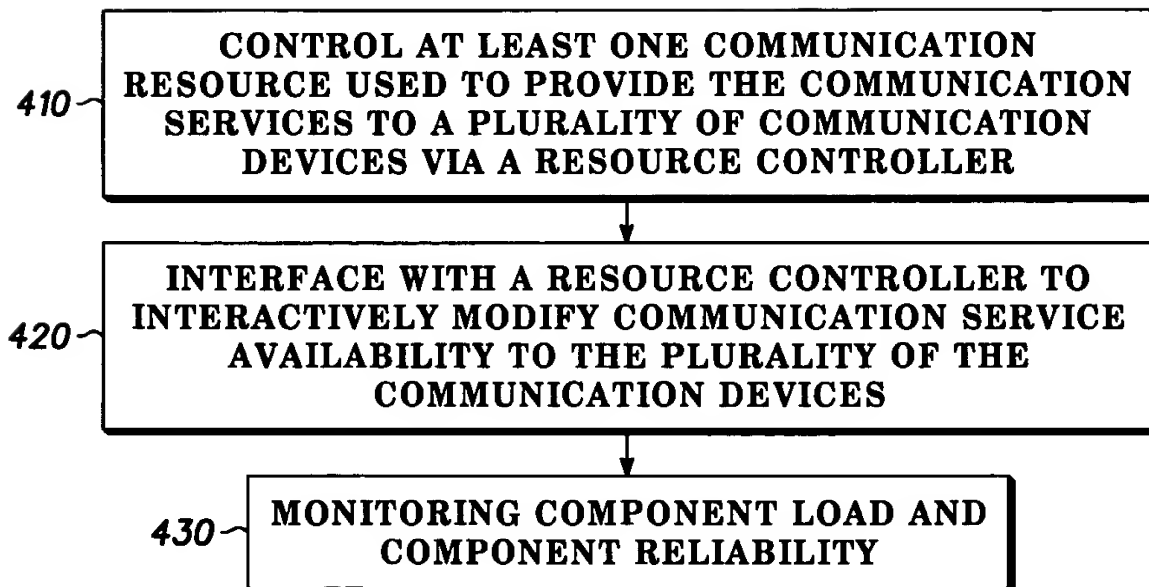 CONTROL AT LEAST ONE COMMUNICATION
RESOURCE USED TO PROVIDE THE COMMUNICATION
SERVICES TO A PLURALITY OF COMMUNICATION
DEVICES VIA A RESOURCE CONTROLLER
410
INTERFACE WITH A RESOURCE CONTROLLER TO
INTERACTIVELY MODIFY COMMUNICATION SERVICE
AVAILABILITY TO THE PLURALITY OF THE
COMMUNICATION DEVICES
420
MONITORING COMPONENT LOAD AND
COMPONENT RELIABILITY
430